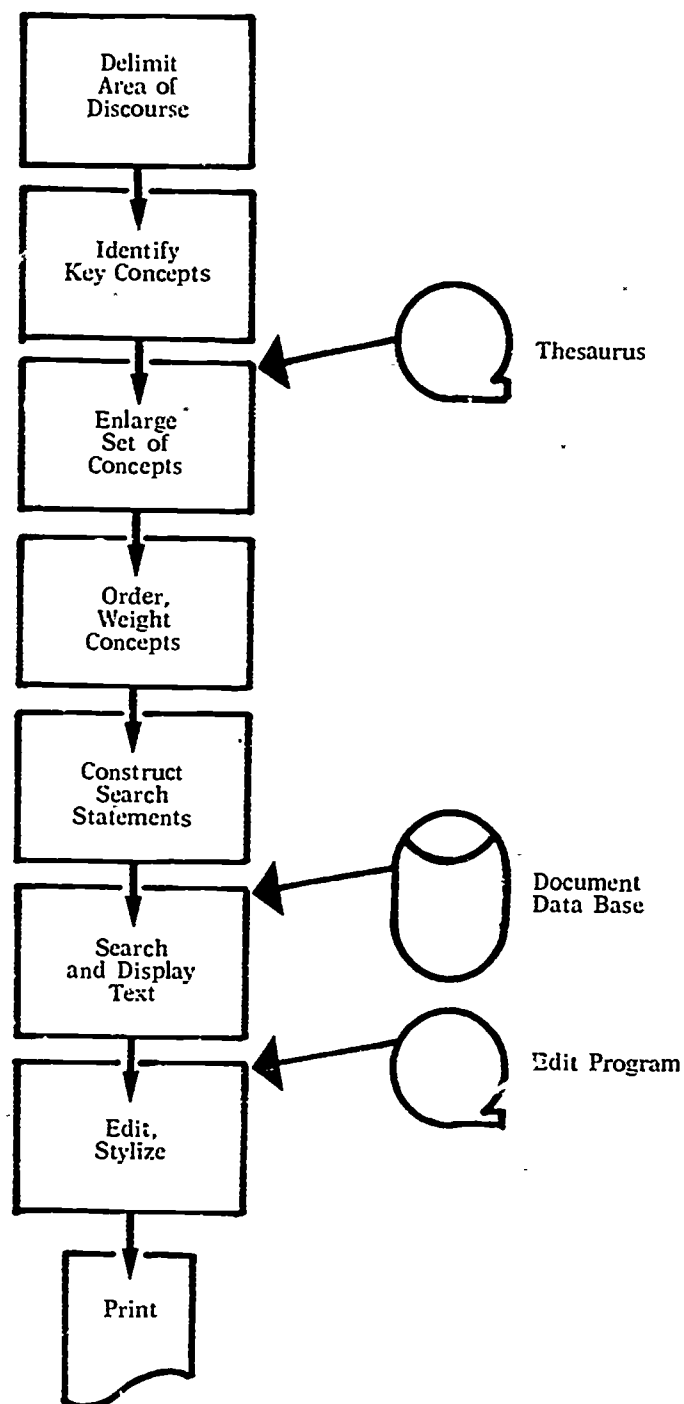 Delimit
Area of
Discourse
Identify
Key Concepts
Thesaurus
Enlarge
Set of
Concepts
Order,
Weight
Concepts
Construct
Search
Statements
Document
Data Base
Search
and Display
Text
Edit Program
Edit,
Stylize
Print